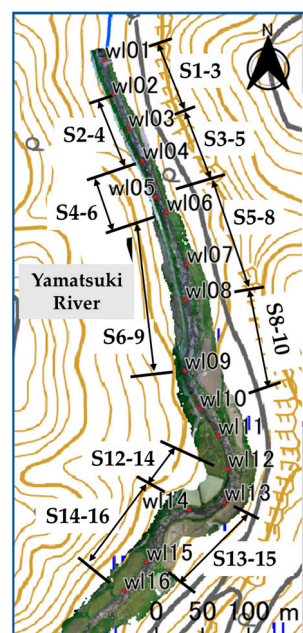 wl01
S1-3
N
wl02
wl03
S2-4
S3-5
wl04
wl05
S4-6
wl06
S5-8
wl07
Yamatsuki
River
wl08
S8-10
S6-9
wl09
wl10
wl11
S12-14
wl12
wl13
wl14
S14-16
S13-15
wl15
wl16
0 50 100 m